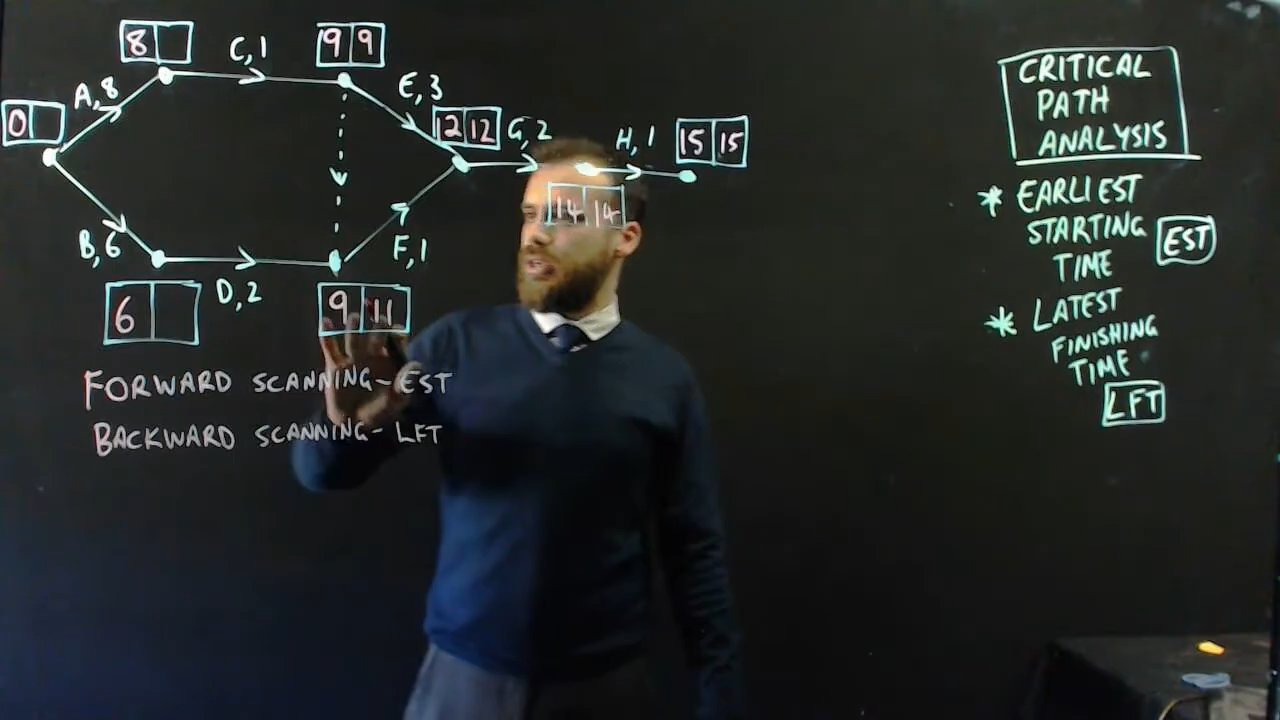 8
C,1
9 9
A,8
E,3
0
12 12
G,2
H,1
15 15
14 14
B,6
F,1
D,2
6
9 11
FORWARD SCANNING - EST
BACKWARD SCANNING - LFT
CRITICAL
PATH
ANALYSIS
* EARLIEST
STARTING
TIME
EST
* LATEST
FINISHING
TIME
LFT